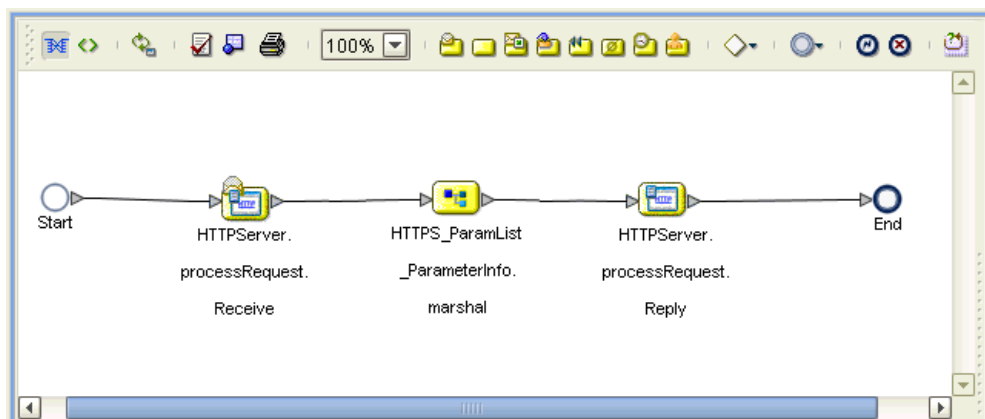 100%
Start
HTTPServer.
processRequest.
Receive
HTTPS_ParamList
_ParameterInfo.
marshal
HTTPServer.
processRequest.
Reply
End